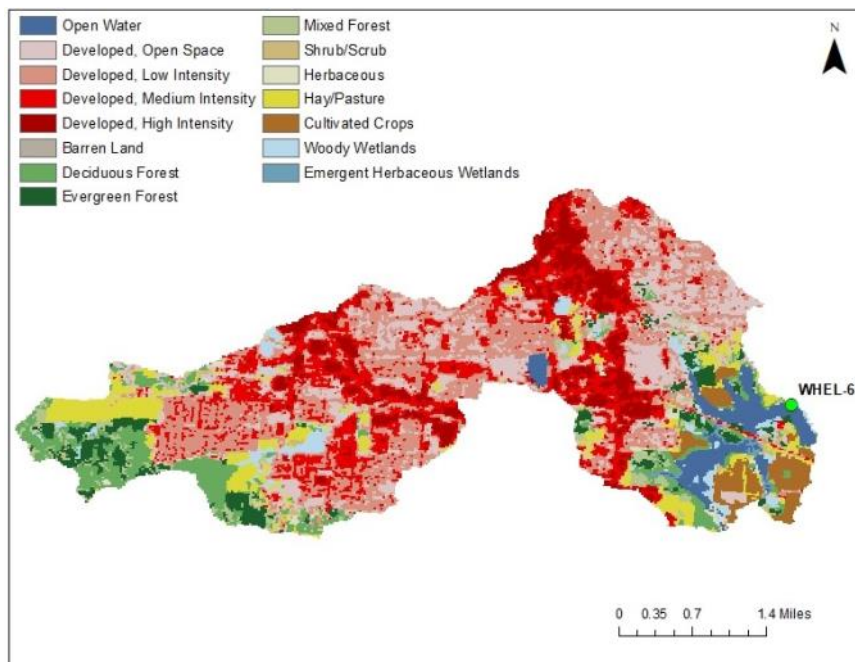 Open Water
Developed, Open Space
Developed, Low Intensity
Developed, Medium Intensity
Developed, High Intensity
Barren Land
Deciduous Forest
Evergreen Forest
Mixed Forest
Shrub/Scrub
Herbaceous
Hay/Pasture
Cultivated Crops
Woody Wetlands
Emergent Herbaceous Wetlands
N
WHEL-6
0 0.35 0.7 1.4 Miles